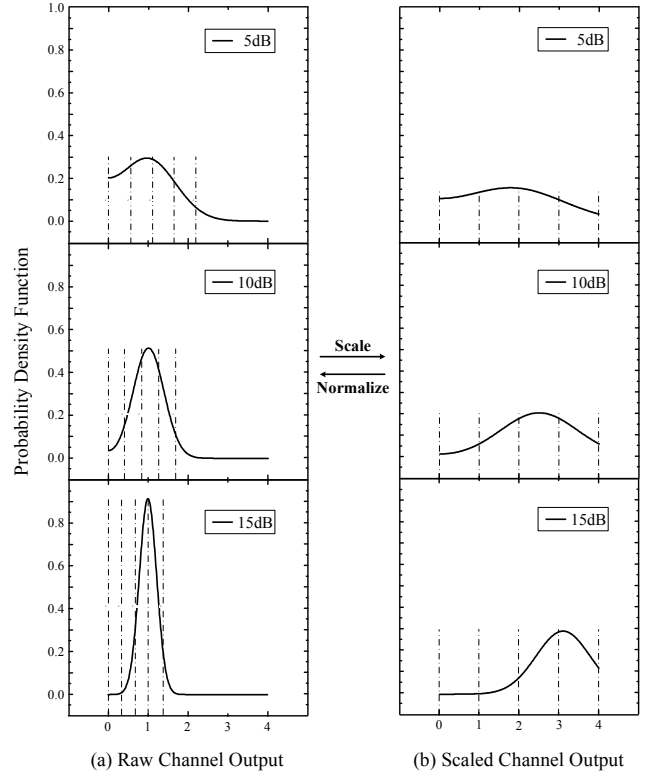 Probability Density Function
1.0
0.8
0.6
0.4
0.2
0.0
5dB
0.8
0.6
0.4
0.2
0.0
10dB
0.8
0.6
0.4
0.2
0.0
15dB
0 1 2 3 4
(a) Raw Channel Output
Scale
Normalize
5dB
10dB
15dB
0 1 2 3 4
(b) Scaled Channel Output